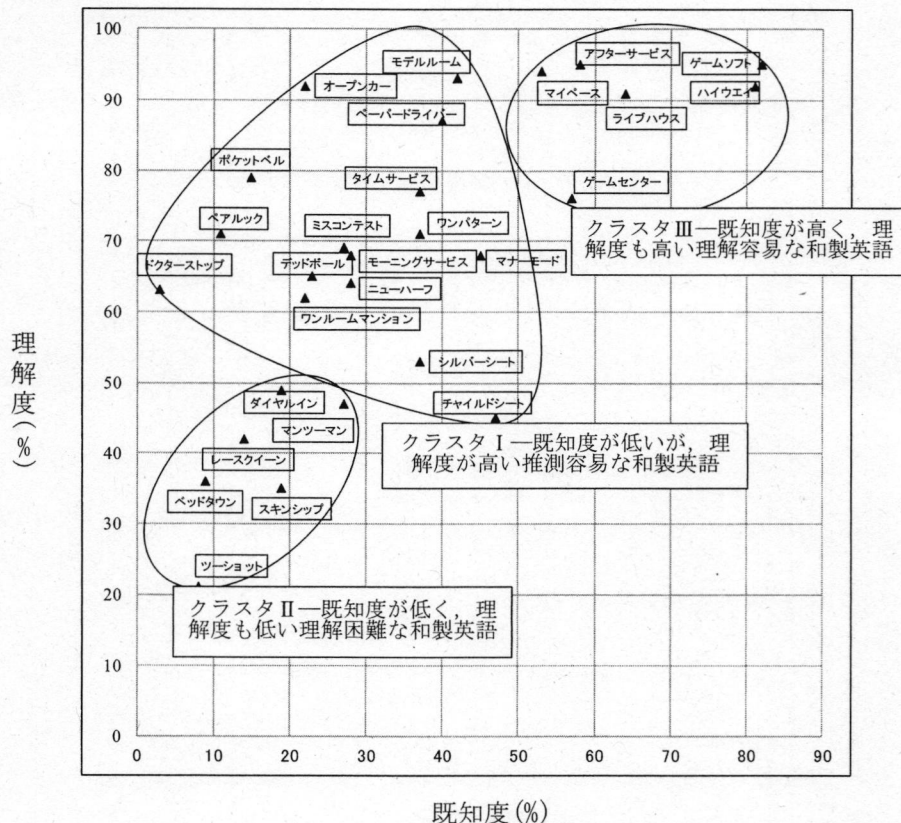 100
90
80
70
60
50
40
30
20
10
0
0
10
20
30
40
50
60
70
80
90
理解度(%)
既知度(%)
モデルルーム
オープンカー
ペーパードライバー
ポケットベル
タイムサービス
ペアルック
ミスコンテスト
ワンパターン
ドクターストップ
デッドボール
モーニングサービス
マナーモード
ニューハーフ
ワンルームマンション
シルバーシート
チャイルドシート
アフターサービス
ゲームソフト
マイペース
ハイウエイ
ライブハウス
ゲームセンター
クラスタⅢ―既知度が高く，理
解度も高い理解容易な和製英語
クラスタⅠ―既知度が低いが，理
解度が高い推測容易な和製英語
ダイヤルイン
マンツーマン
レースクイーン
ベッドタウン
スキンシップ
ツーショット
クラスタⅡ―既知度が低く，理
解度も低い理解困難な和製英語